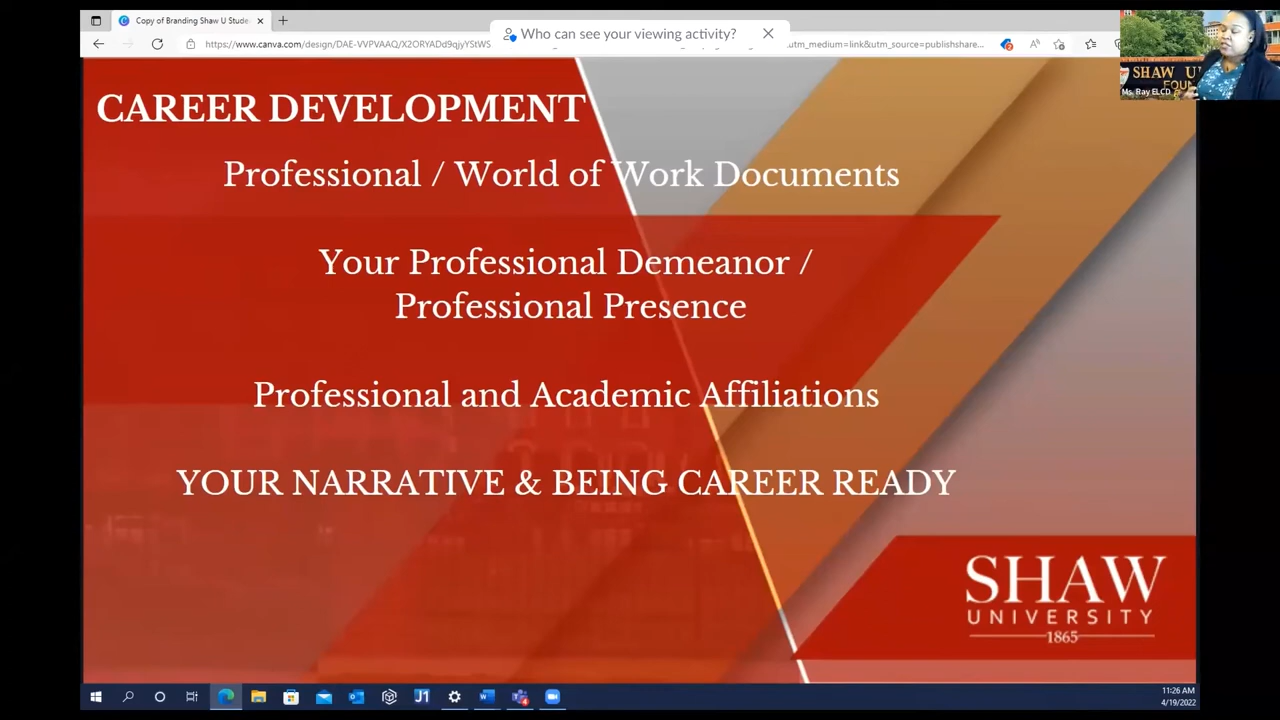 Copy of Branding Shaw U Stude
Who can see your viewing activity?
https://www.canva.com/design/DAE-VVPVAAQ/X2ORYADd9qjyYStWS
utm_medium=link&utm_source=publishshare...
SHAW U
FOUN
Ms. Ray ELCD
CAREER DEVELOPMENT
Professional / World of Work Documents
Your Professional Demeanor /
Professional Presence
Professional and Academic Affiliations
YOUR NARRATIVE & BEING CAREER READY
SHAW
UNIVERSITY
1865
J1
11:26 AM
4/19/2022